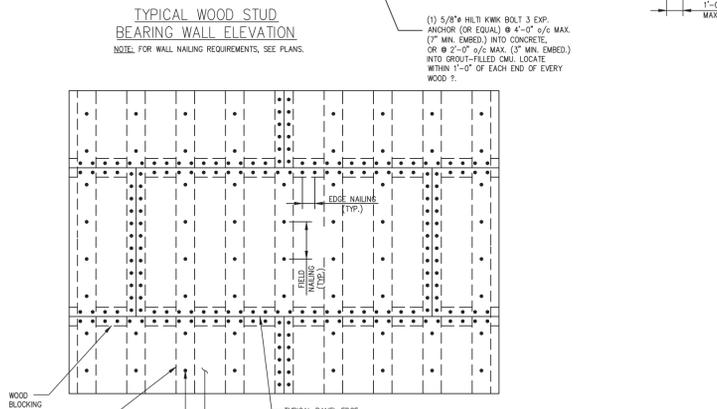 TYPICAL WOOD STUD
BEARING WALL ELEVATION
NOTE: FOR WALL NAILING REQUIREMENTS, SEE PLANS.
(1) 5/8"ø HILTI KWIK BOLT 3 EXP.
ANCHOR (OR EQUAL) @ 4'-0" o/c MAX.
(7" MIN. EMBED.) INTO CONCRETE,
OR @ 2'-0" o/c MAX. (3" MIN. EMBED.)
INTO GROUT-FILLED CMU. LOCATE
WITHIN 1'-0" OF EACH END OF EVERY
WOOD ?.
MAX
EDGE NAILING
(TYP.)
FIELD
NAILING
(TYP.)
WOOD
BLOCKING